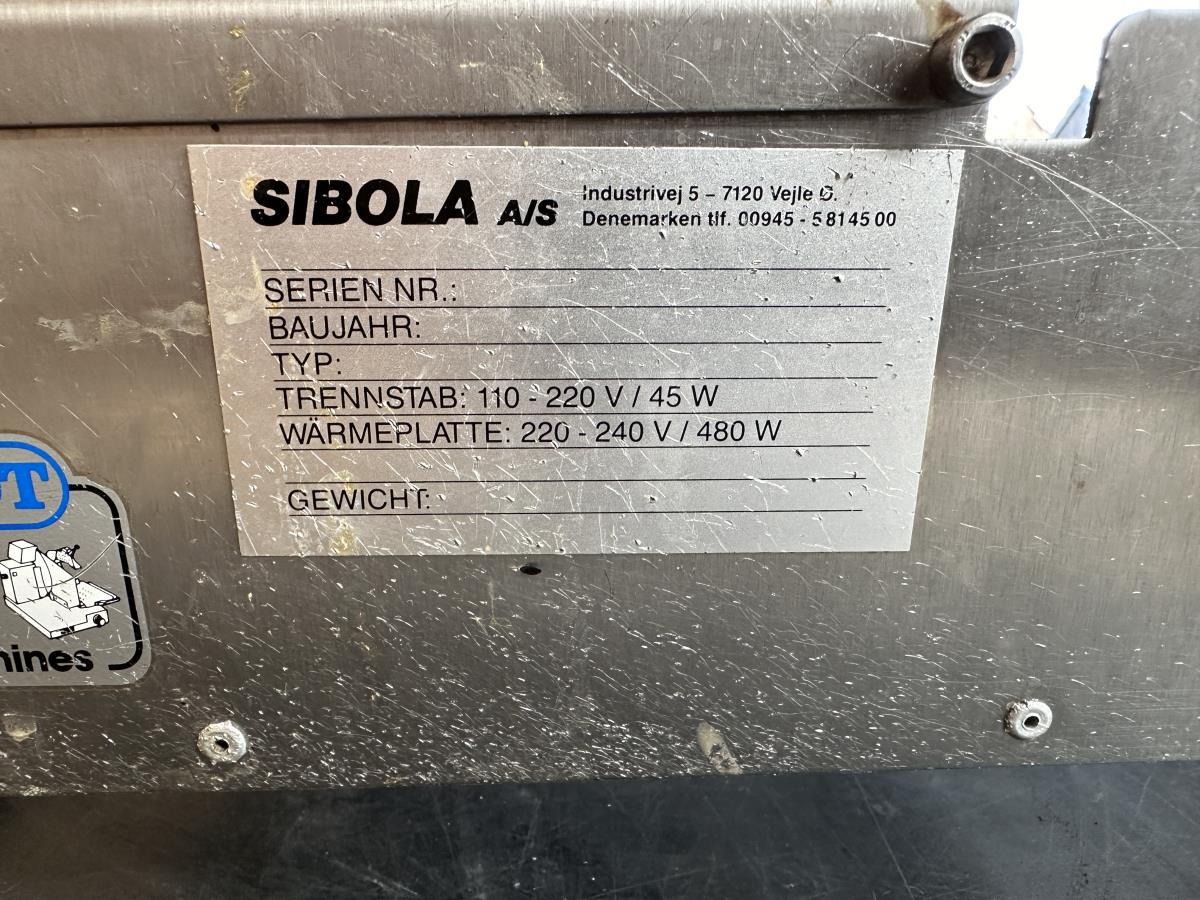 SIBOLA A/S
Industrivej 5 - 7120 Vejle Ø.
Denemarken tlf. 00945 - 5 8145 00
SERIEN NR.:
BAUJAHR:
TYP:
TRENNSTAB: 110 - 220 V / 45 W
WÄRMEPLATTE: 220 - 240 V / 480 W
GEWICHT:
T
hines